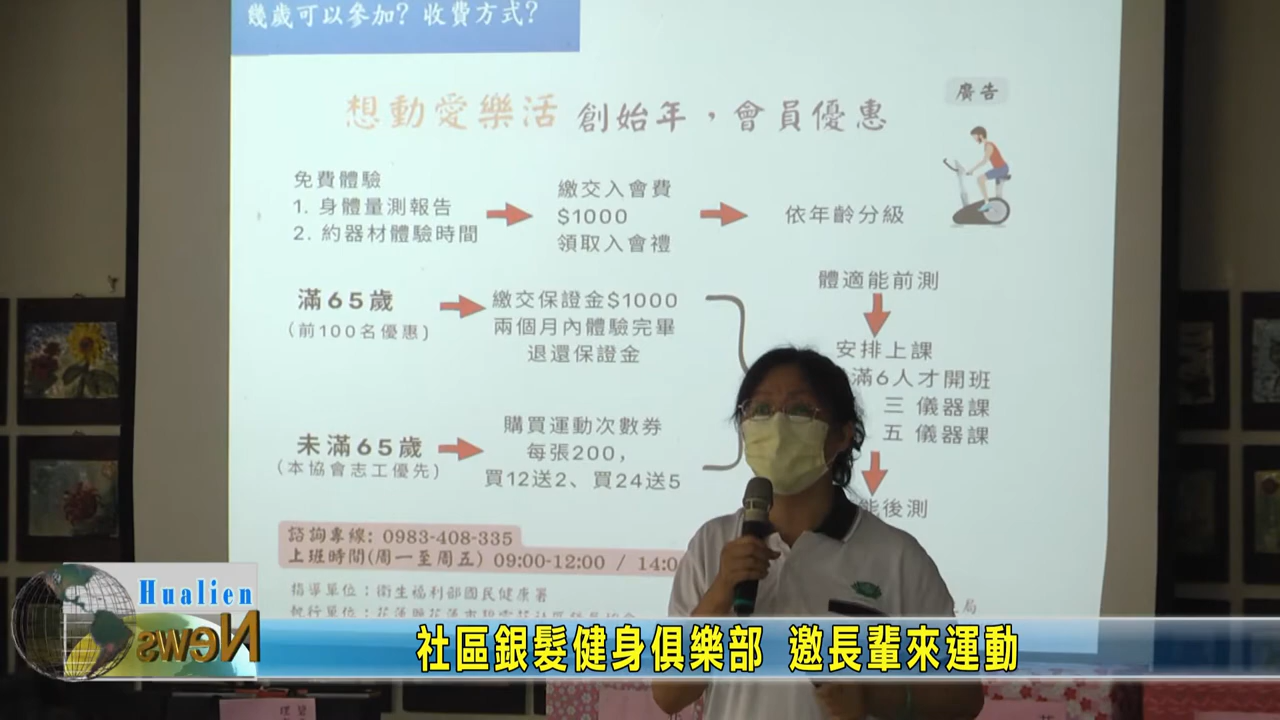 幾歲可以參加？收費方式？
廣告
想動愛樂活 創始年，會員優惠
免費體驗
1. 身體量測報告
2. 約器材體驗時間
繳交入會費
$1000
領取入會禮
依年齡分級
體適能前測
滿65歲
(前100名優惠)
繳交保證金$1000
兩個月內體驗完畢
退還保證金
安排上課
滿6人才開班
三 儀器課
五 儀器課
未滿65歲
(本協會志工優先)
購買運動次數券
每張200,
買12送2、買24送5
能後測
諮詢專線: 0983-408-335
上班時間(周一至周五) 09:00-12:00 / 14:0
指導單位：衛生福利部國民健康署
局
Hualien
News
社區銀髮健身俱樂部 邀長輩來運動